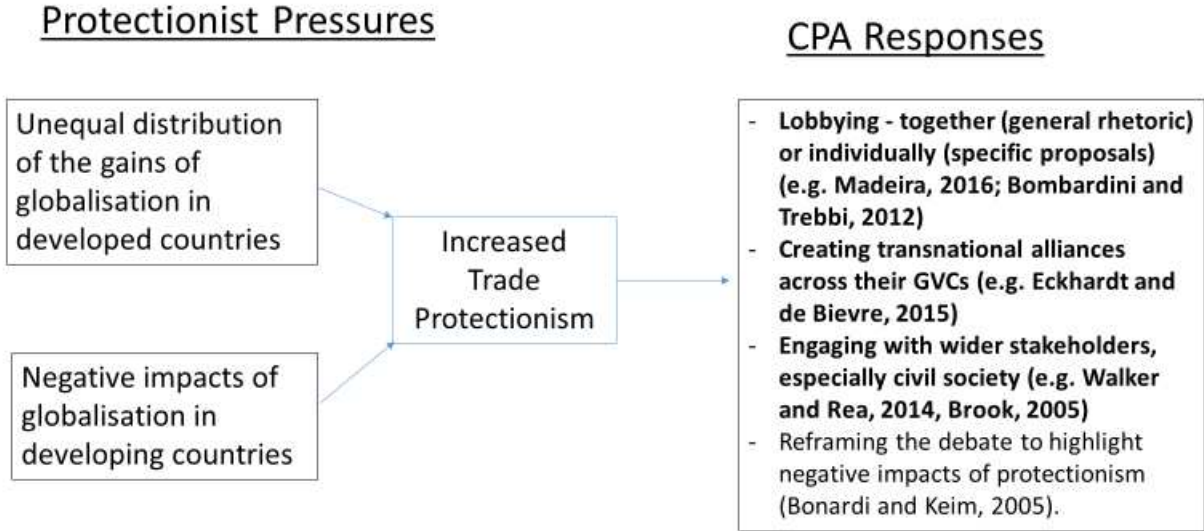 Protectionist Pressures
Unequal distribution
of the gains of
globalisation in
developed countries
Negative impacts of
globalisation in
developing countries
Increased
Trade
Protectionism
CPA Responses
- Lobbying - together (general rhetoric)
or individually (specific proposals)
(e.g. Madeira, 2016; Bombardini and
Trebbi, 2012)
- Creating transnational alliances
across their GVCs (e.g. Eckhardt and
de Bievre, 2015)
- Engaging with wider stakeholders,
especially civil society (e.g. Walker
and Rea, 2014, Brook, 2005)
- Reframing the debate to highlight
negative impacts of protectionism
(Bonardi and Keim, 2005).